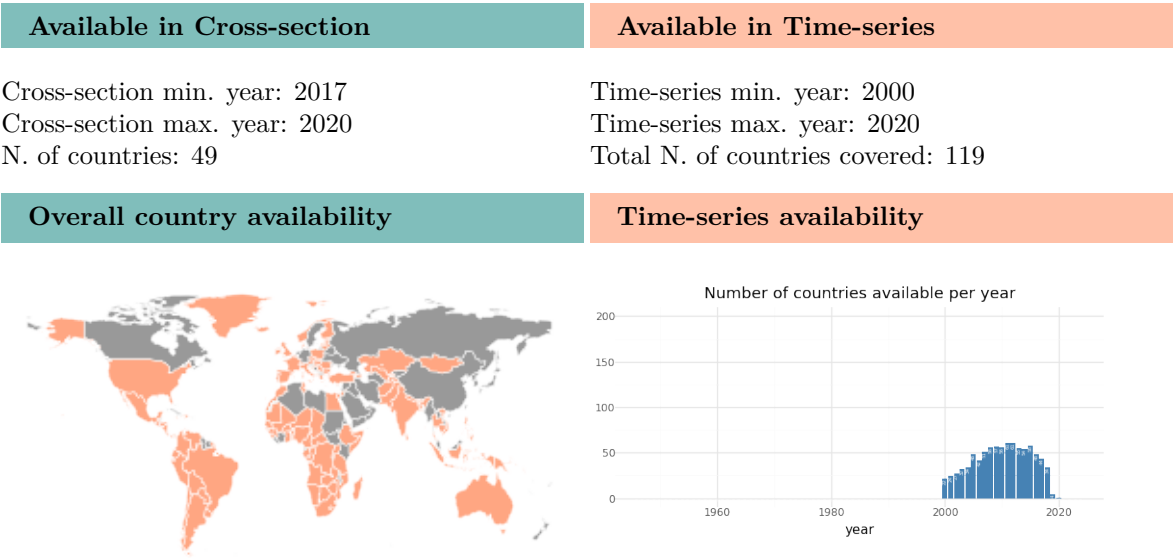 Available in Cross-section
Cross-section min. year: 2017
Cross-section max. year: 2020
N. of countries: 49
Available in Time-series
Time-series min. year: 2000
Time-series max. year: 2020
Total N. of countries covered: 119
Overall country availability
Time-series availability
Number of countries available per year
200
150
100
50
0
1960
1980
2000
2020
year